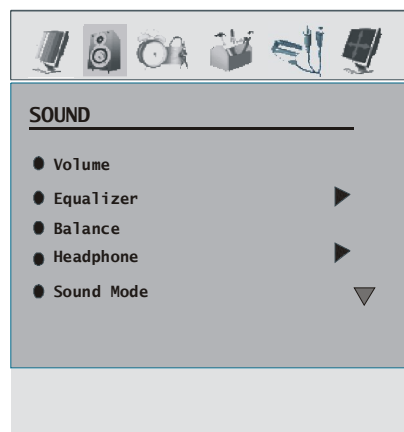 SOUND
Volume
Equalizer
Balance
Headphone
Sound Mode